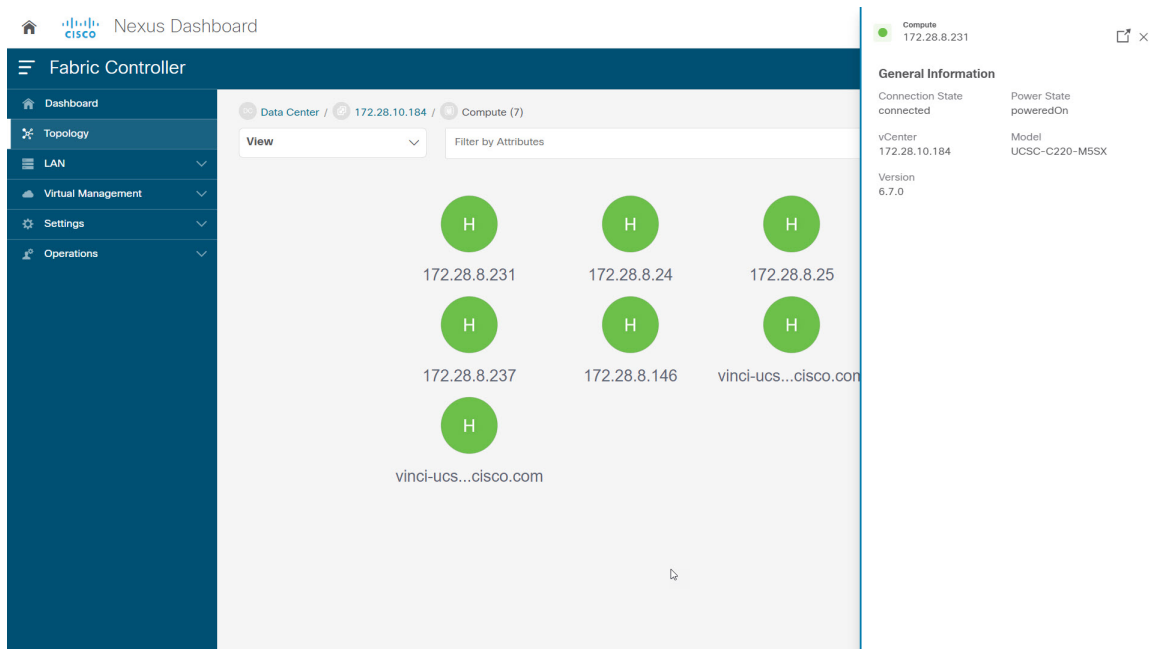 cisco Nexus Dashboard
Fabric Controller
Dashboard
Topology
LAN
Virtual Management
Settings
Operations
Data Center / 172.28.10.184 / Compute (7)
View
Filter by Attributes
H H H
172.28.8.231 172.28.8.24 172.28.8.25
H H H
172.28.8.237 172.28.8.146 vinci-ucs...cisco.com
H
vinci-ucs...cisco.com
Compute
172.28.8.231
General Information
Connection State Power State
connected poweredOn
vCenter Model
172.28.10.184 UCSC-C220-M5SX
Version
6.7.0